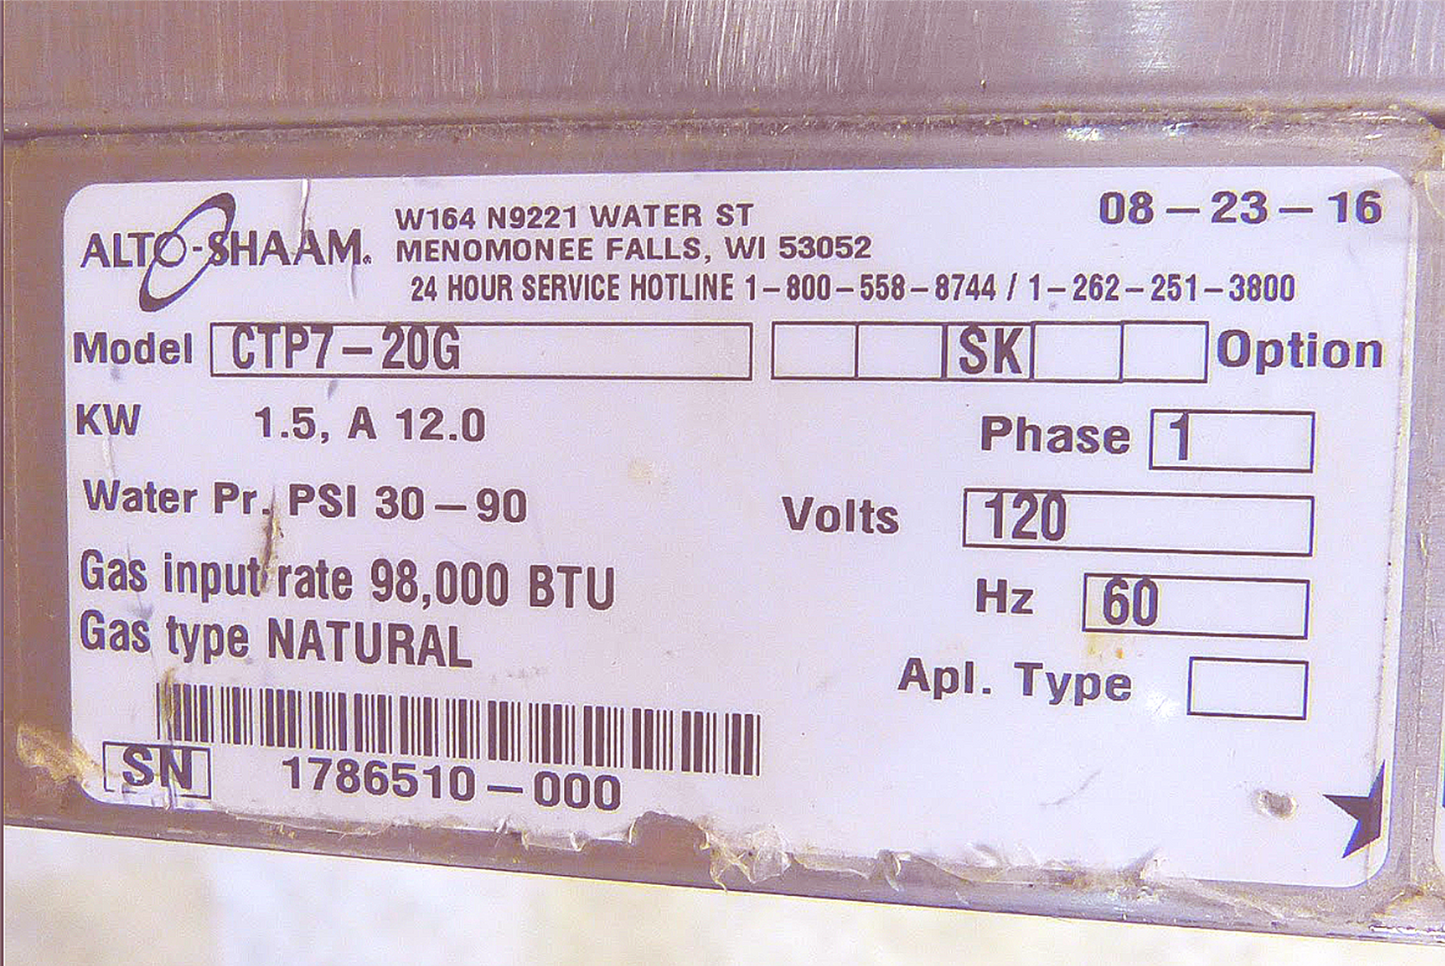 ALTO-SHAAM®
W164 N9221 WATER ST
MENOMONEE FALLS, WI 53052
24 HOUR SERVICE HOTLINE 1-800-558-8744 / 1-262-251-3800
08-23-16
Model CTP7-20G SK Option
KW 1.5, A 12.0
Phase 1
Water Pr. PSI 30-90
Volts 120
Gas input rate 98,000 BTU
Hz 60
Gas type NATURAL
Apl. Type
SN 1786510-000